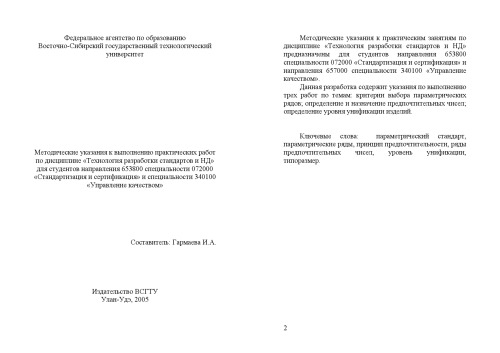 Федеральное агентство по образованию
Восточно-Сибирский государственный технологический
университет
Методические указания к выполнению практических работ
по дисциплине «Технология разработки стандартов и НД»
для студентов направления 653800 специальности 072000
«Стандартизация и сертификация» и специальности 340100
«Управление качеством»
Составитель: Гармаева И.А.
Издательство ВСГТУ
Улан-Удэ, 2005
Методические указания к практическим занятиям по
дисциплине «Технология разработки стандартов и НД»
предназначены для студентов направления 653800
специальности 072000 «Стандартизация и сертификация» и
направления 657000 специальности 340100 «Управление
качеством».
Данная разработка содержит указания по выполнению
трех работ по темам: критерии выбора параметрических
рядов, определение и назначение предпочтительных чисел;
определение уровня унификации изделий.
Ключевые слова: параметрический стандарт,
параметрические ряды, принцип предпочтительности, ряды
предпочтительных чисел, уровень унификации,
типоразмер.
2